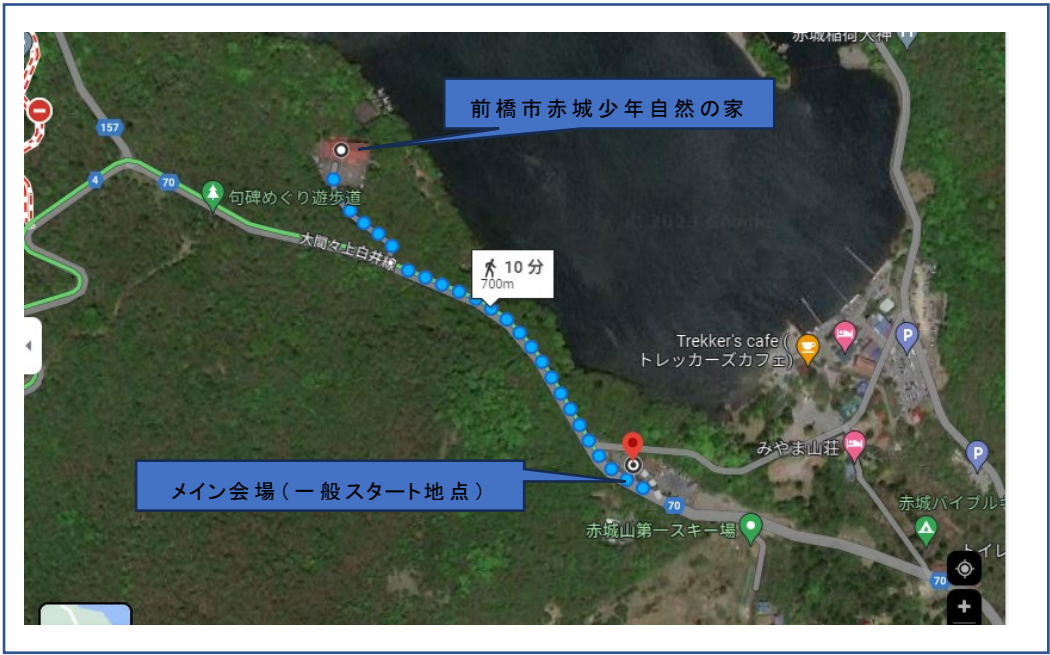 赤城稲荷大神
前橋市赤城少年自然の家
157
4
70
句碑めぐり遊歩道
大間々上白井線
10 分
700m
Trekker's cafe (
トレッカーズカフェ)
P
みやま山荘
P
メイン会場(一般スタート地点)
70
赤城山第一スキー場
赤城バイブルキ
トイレ
70